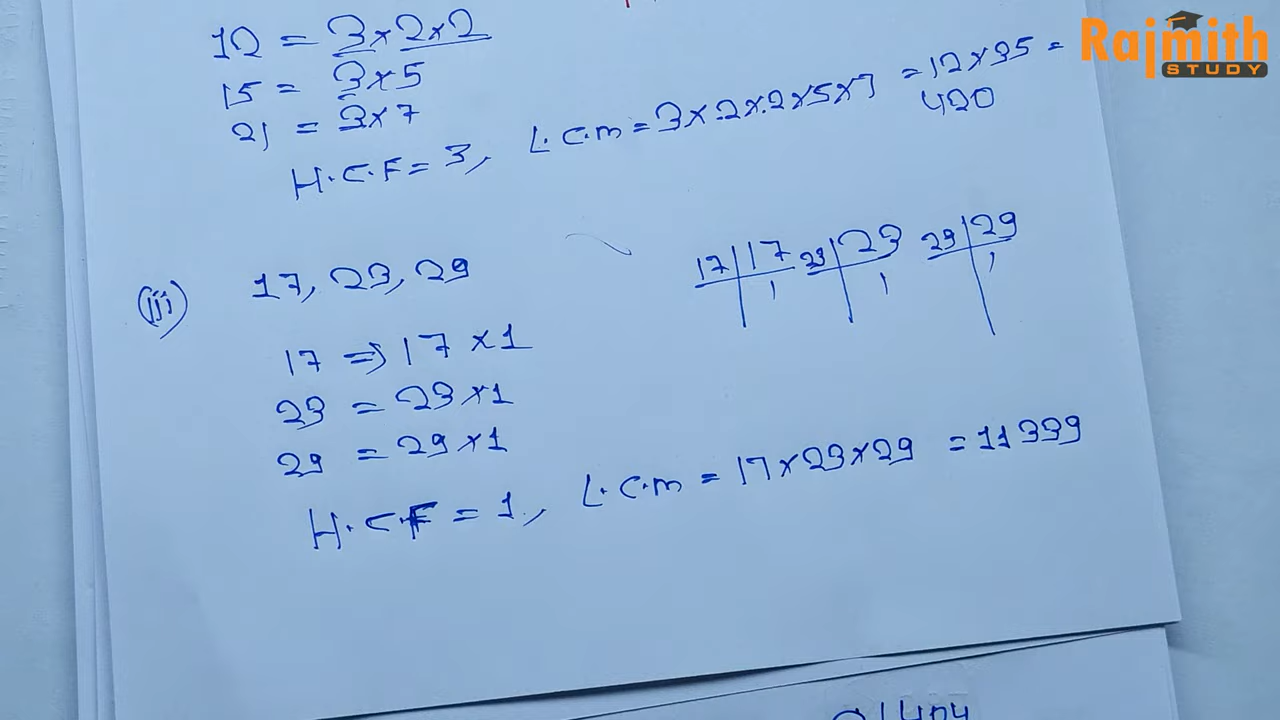 Rajmith
STUDY
12 = 3×2×2
15 = 3×5
21 = 3×7
H.C.F = 3, L.C.m = 3×2×2×5×7 = 12×35 =
420
(iii) 17, 23, 29
17 | 17 23 | 23 29 | 29
1 1 1
17 => 17×1
23 = 23×1
29 = 29×1
H.C.F = 1, L.C.m = 17×23×29 = 11339